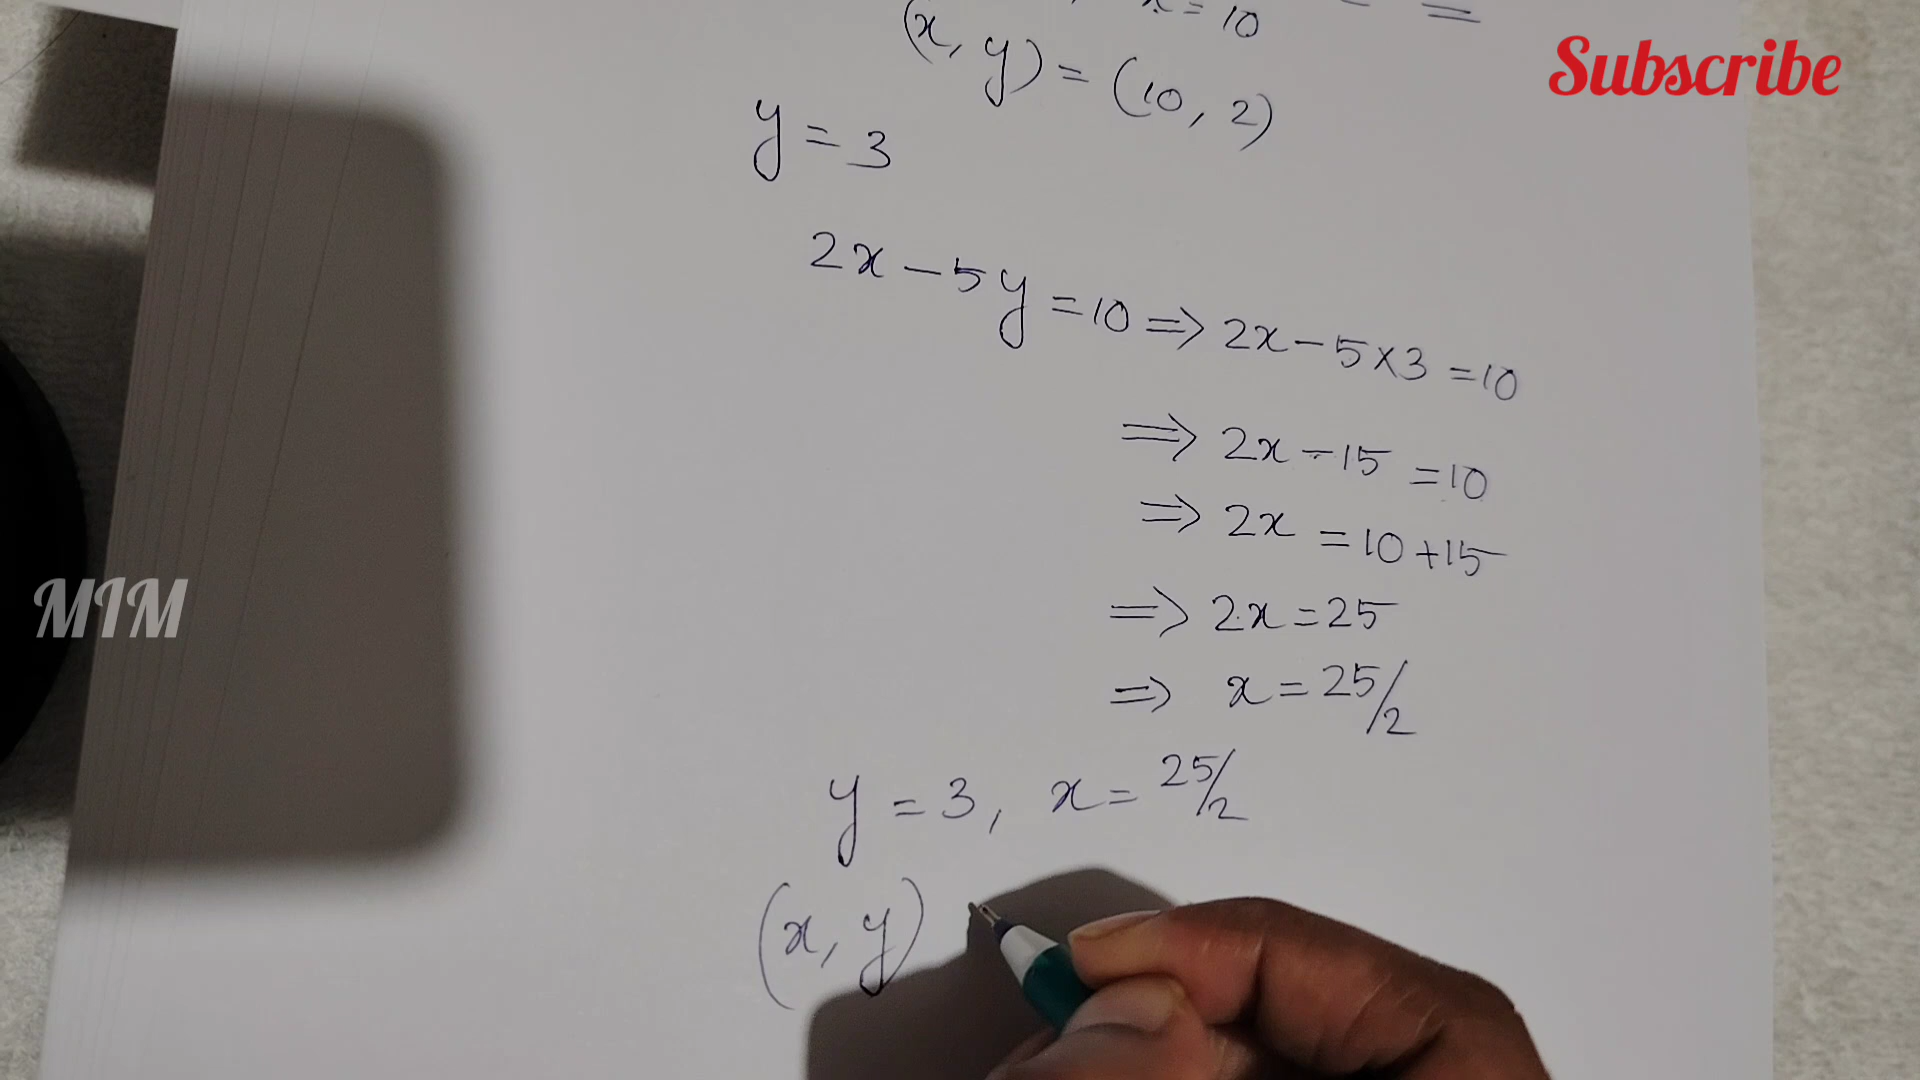 x = 10
Subscribe
(x, y) = (10, 2)
y = 3
2x - 5y = 10 ⇒ 2x - 5×3 = 10
⇒ 2x - 15 = 10
⇒ 2x = 10 + 15
MIM
⇒ 2x = 25
⇒ x = 25/2
y = 3, x = 25/2
(x, y)